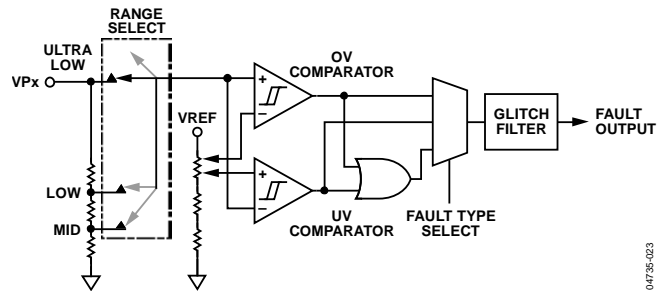 RANGE
SELECT
ULTRA
LOW
VPx
LOW
MID
VREF
OV
COMPARATOR
+
−
+
−
UV
COMPARATOR
FAULT TYPE
SELECT
GLITCH
FILTER
FAULT
OUTPUT
04735-023